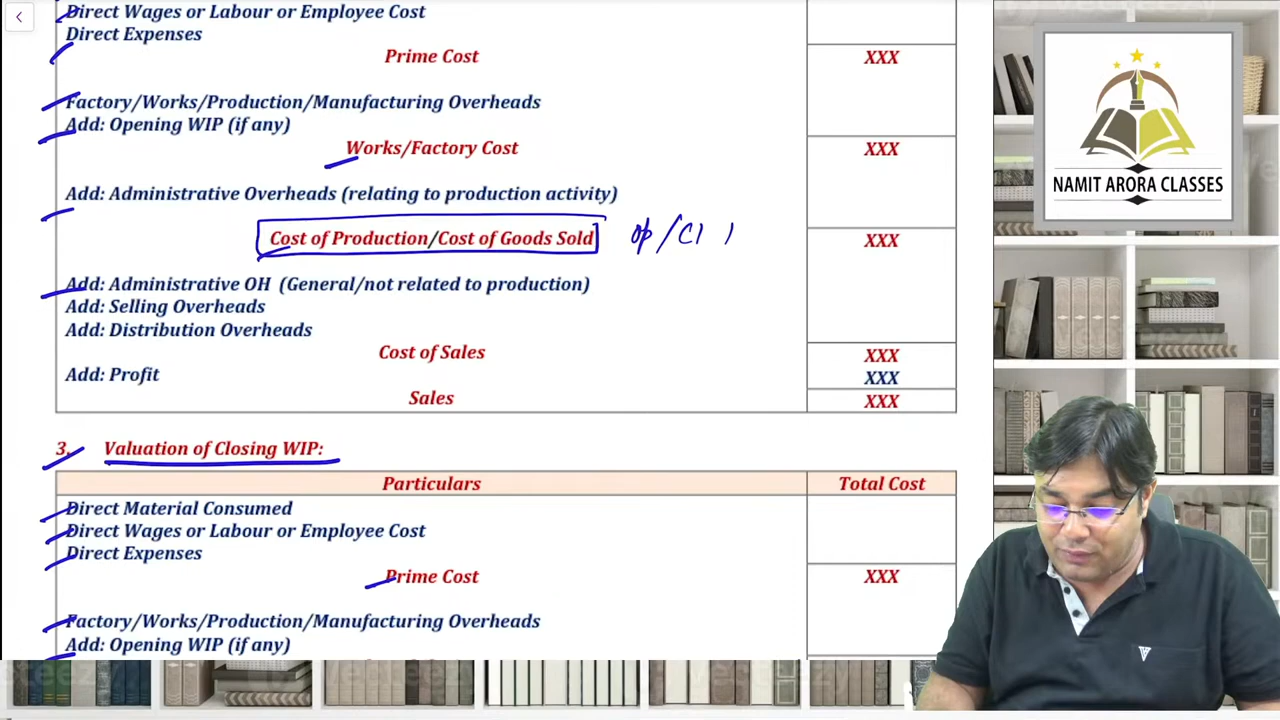 Direct Wages or Labour or Employee Cost
Direct Expenses
Prime Cost XXX
Factory/Works/Production/Manufacturing Overheads
Add: Opening WIP (if any)
Works/Factory Cost XXX
Add: Administrative Overheads (relating to production activity)
Cost of Production/Cost of Goods Sold op/Cl XXX
Add: Administrative OH (General/not related to production)
Add: Selling Overheads
Add: Distribution Overheads
Cost of Sales XXX
Add: Profit XXX
Sales XXX
3. Valuation of Closing WIP:
Particulars Total Cost
Direct Material Consumed
Direct Wages or Labour or Employee Cost
Direct Expenses
Prime Cost XXX
Factory/Works/Production/Manufacturing Overheads
Add: Opening WIP (if any)
NAMIT ARORA CLASSES